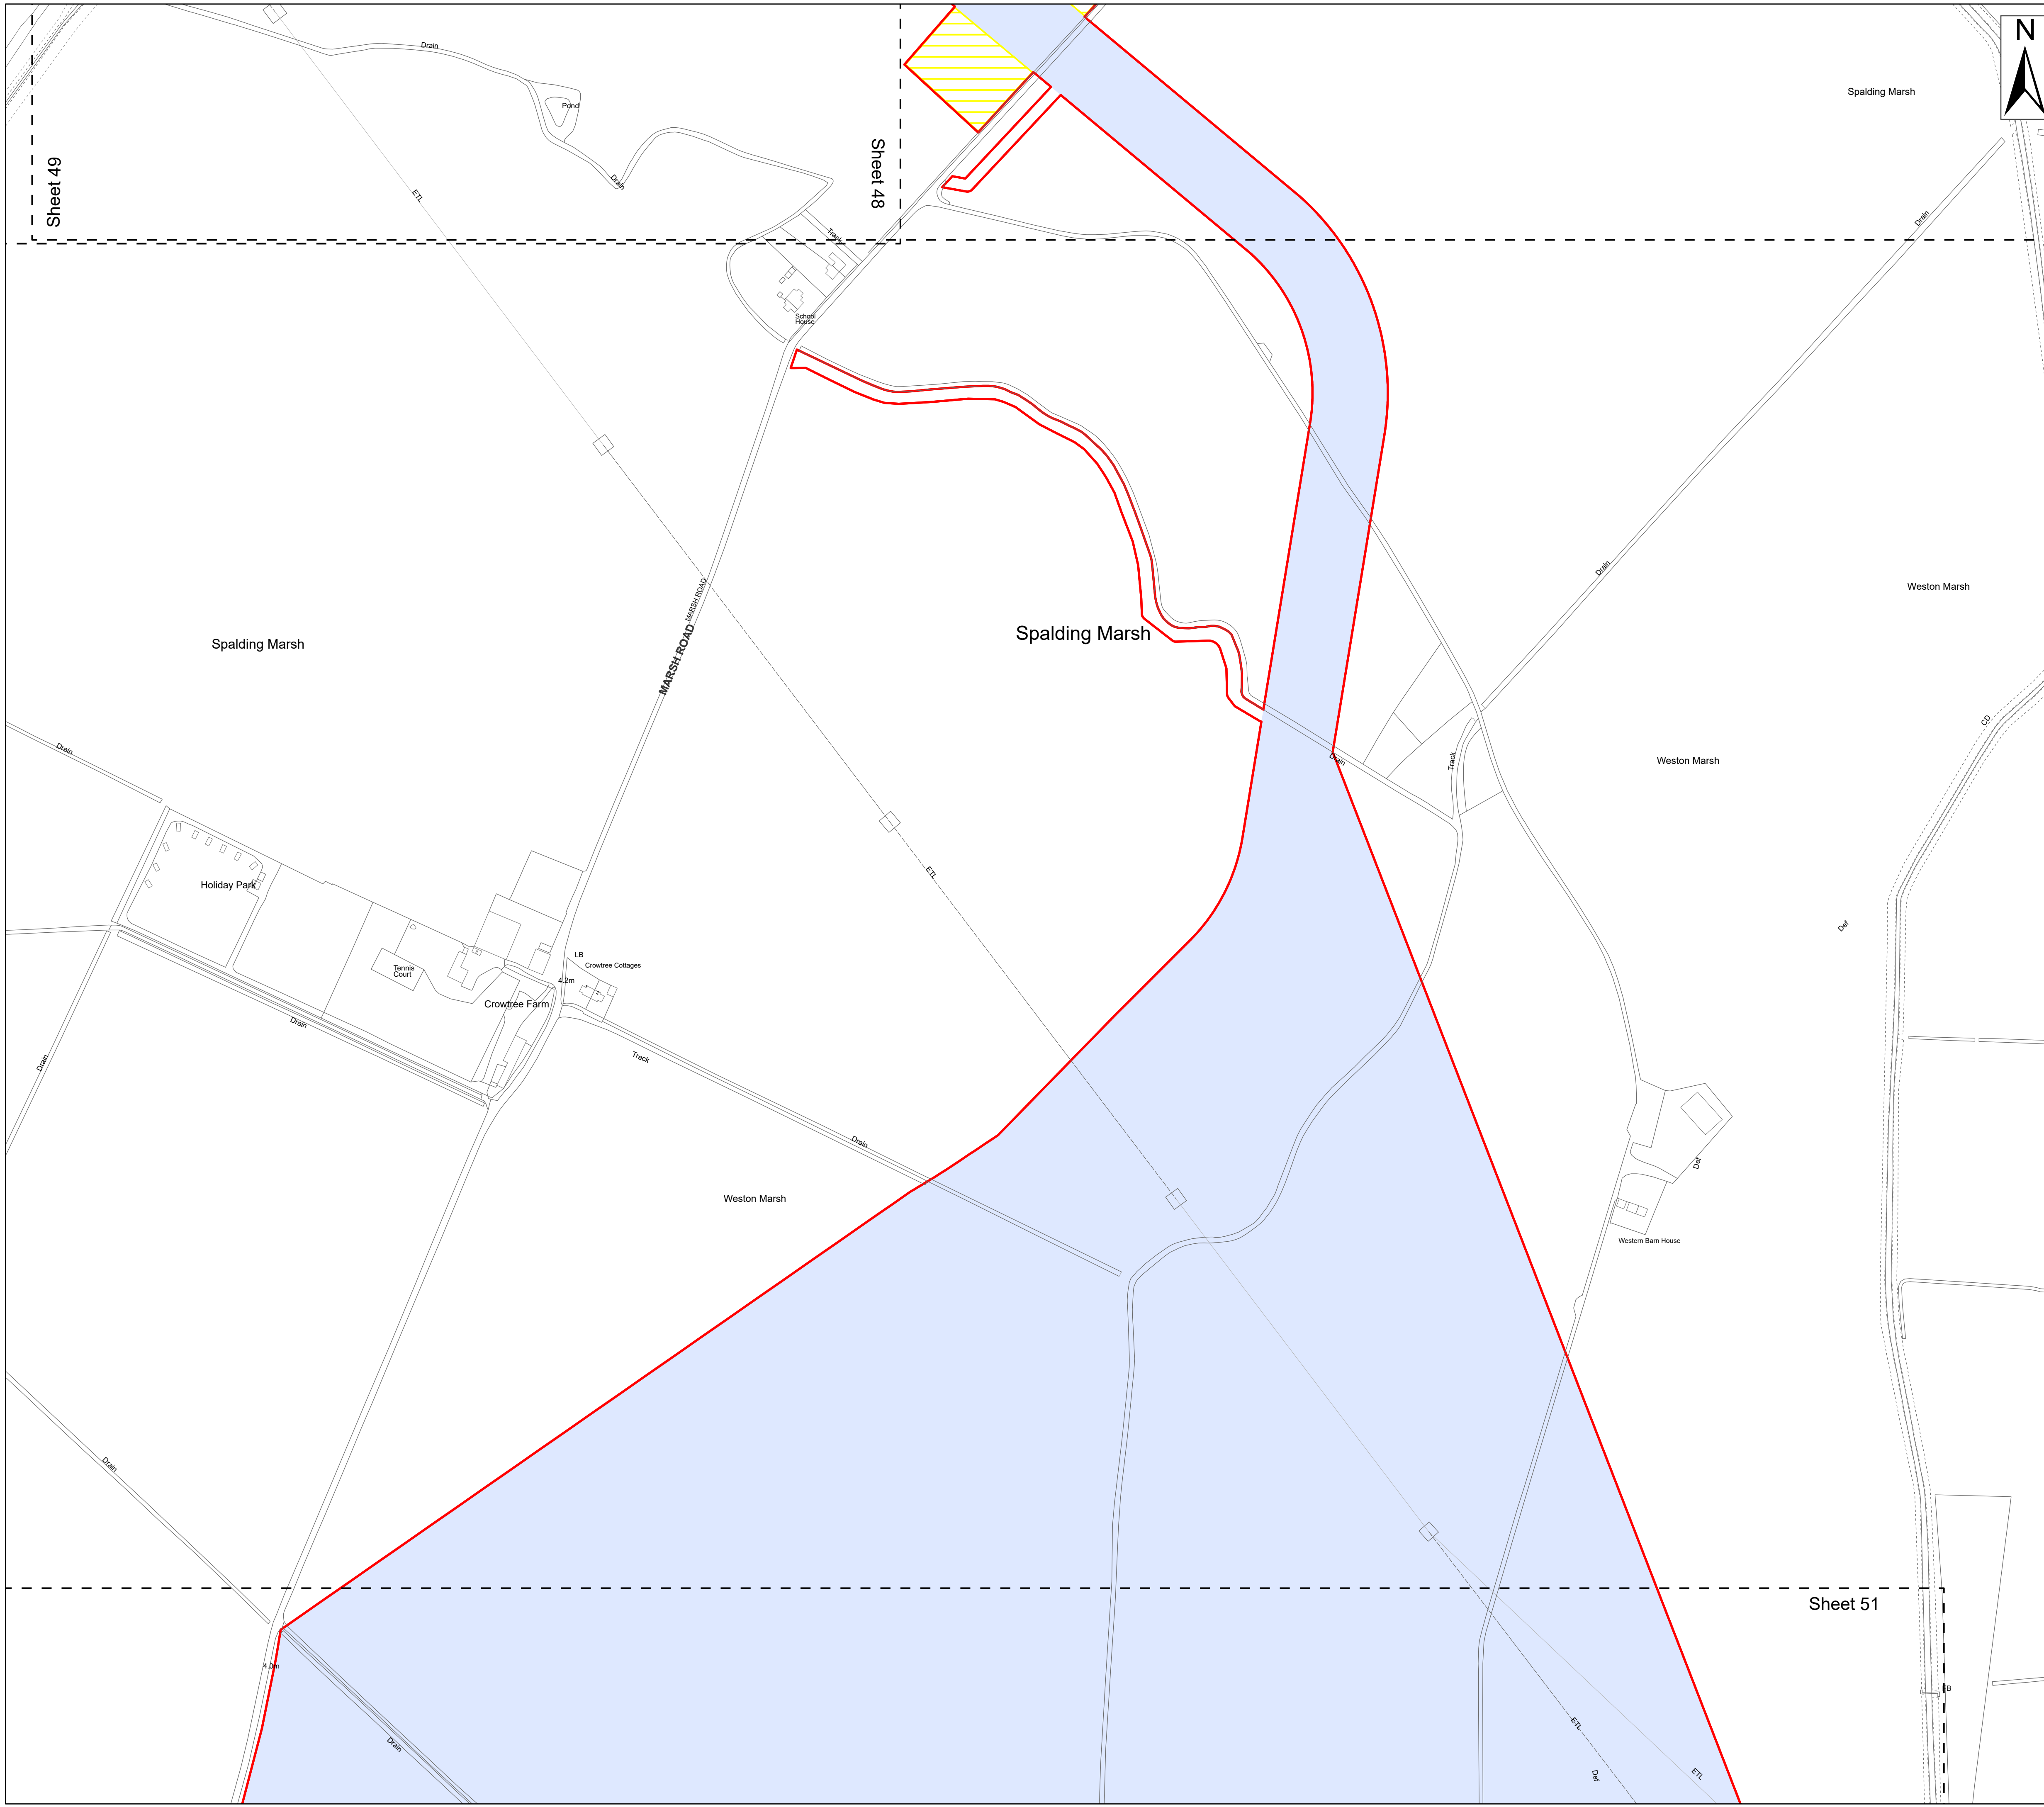 N
Drain
Pond
Spalding Marsh
Sheet 49
Sheet 48
ETL
Drain
Drain
Track
School
House
Drain
Weston Marsh
MARSH ROAD
MARSH ROAD
Spalding Marsh
Spalding Marsh
CD
Drain
Drain
Track
Weston Marsh
Holiday Park
ETL
Def
LB
Crowtree Cottages
Tennis
Court
4.2m
1
2
Crowtree Farm
Drain
Drain
Track
Drain
Def
Weston Marsh
Western Barn House
Drain
Sheet 51
4.0m
Drain
ETL
ETL
Def